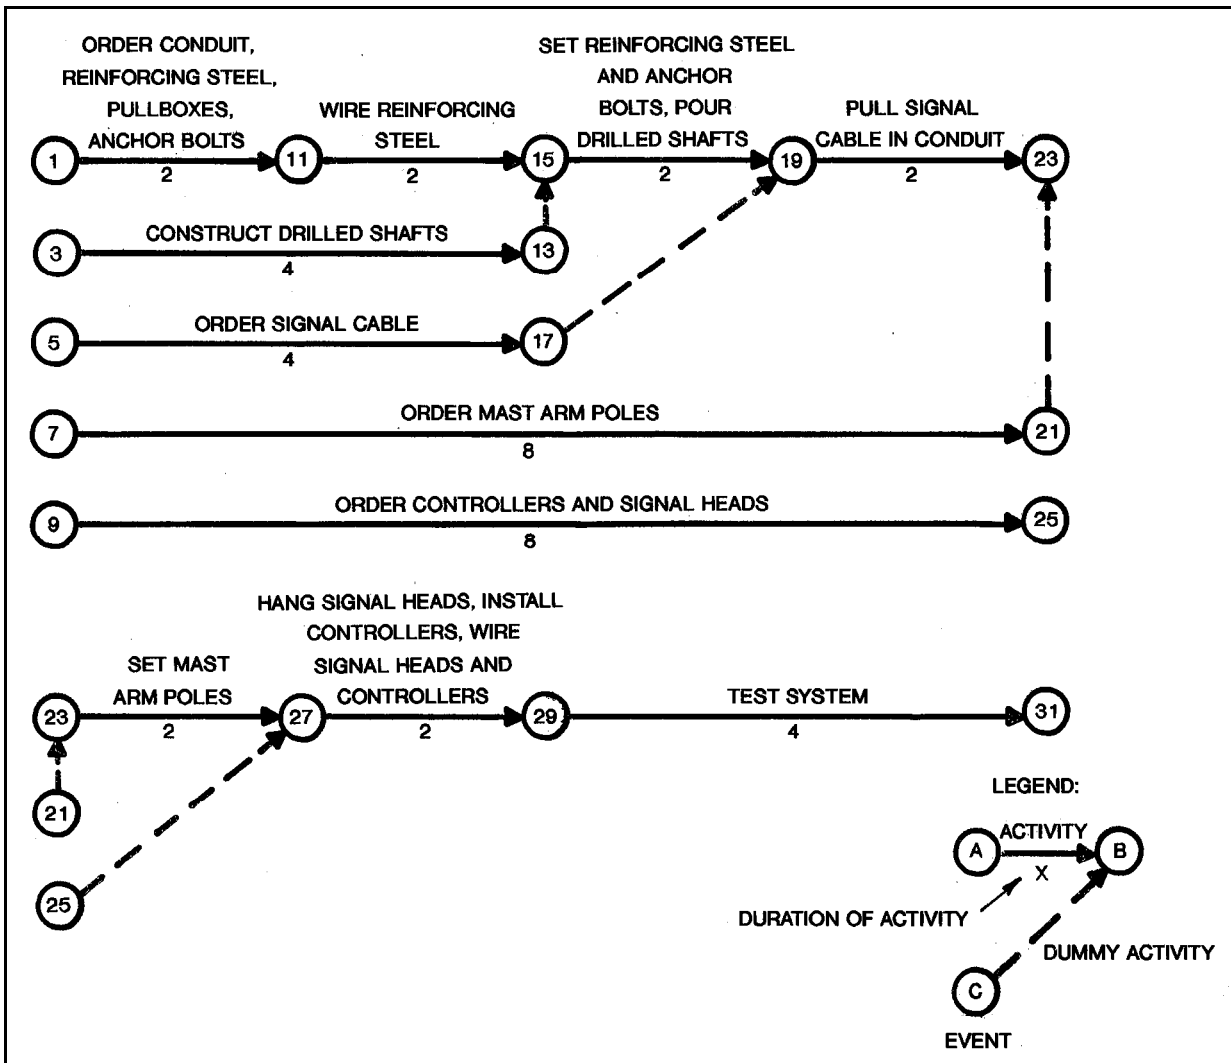 ORDER CONDUIT,
REINFORCING STEEL,
PULLBOXES,
ANCHOR BOLTS
WIRE REINFORCING
STEEL
SET REINFORCING STEEL
AND ANCHOR
BOLTS, POUR
DRILLED SHAFTS
PULL SIGNAL
CABLE IN CONDUIT
1
2
11
2
15
2
19
2
23
3
CONSTRUCT DRILLED SHAFTS
4
13
5
ORDER SIGNAL CABLE
4
17
7
ORDER MAST ARM POLES
8
21
9
ORDER CONTROLLERS AND SIGNAL HEADS
8
25
HANG SIGNAL HEADS, INSTALL
CONTROLLERS, WIRE
SIGNAL HEADS AND
CONTROLLERS
SET MAST
ARM POLES
TEST SYSTEM
23
2
27
2
29
4
31
21
25
LEGEND:
A
ACTIVITY
B
X
DURATION OF ACTIVITY
DUMMY ACTIVITY
C
EVENT